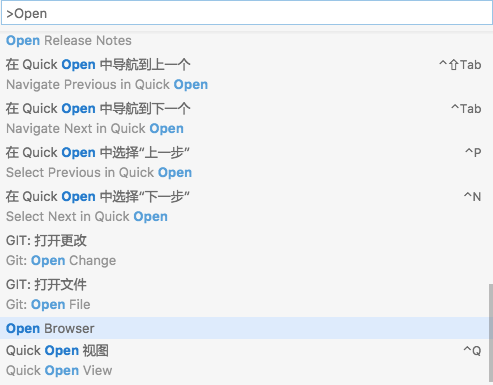 >Open
Open Release Notes
在 Quick Open 中导航到上一个 ^⇧Tab
Navigate Previous in Quick Open
在 Quick Open 中导航到下一个 ^Tab
Navigate Next in Quick Open
在 Quick Open 中选择“上一步” ^P
Select Previous in Quick Open
在 Quick Open 中选择“下一步” ^N
Select Next in Quick Open
GIT: 打开更改
Git: Open Change
GIT: 打开文件
Git: Open File
Open Browser
Quick Open 视图 ^Q
Quick Open View